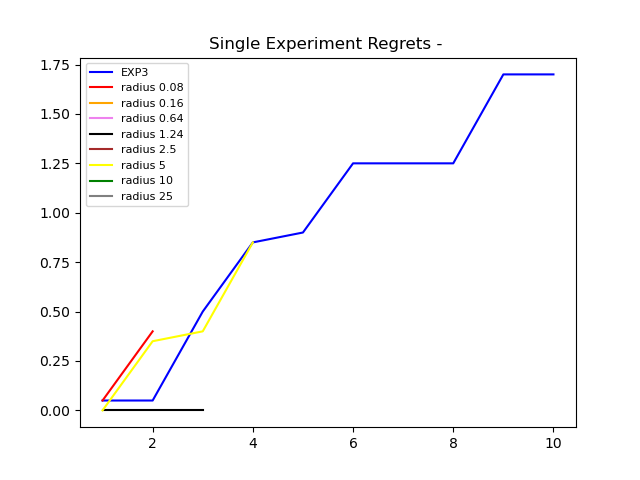 Single Experiment Regrets -
1.75
1.50
1.25
1.00
0.75
0.50
0.25
0.00
EXP3
radius 0.08
radius 0.16
radius 0.64
radius 1.24
radius 2.5
radius 5
radius 10
radius 25
2 4 6 8 10